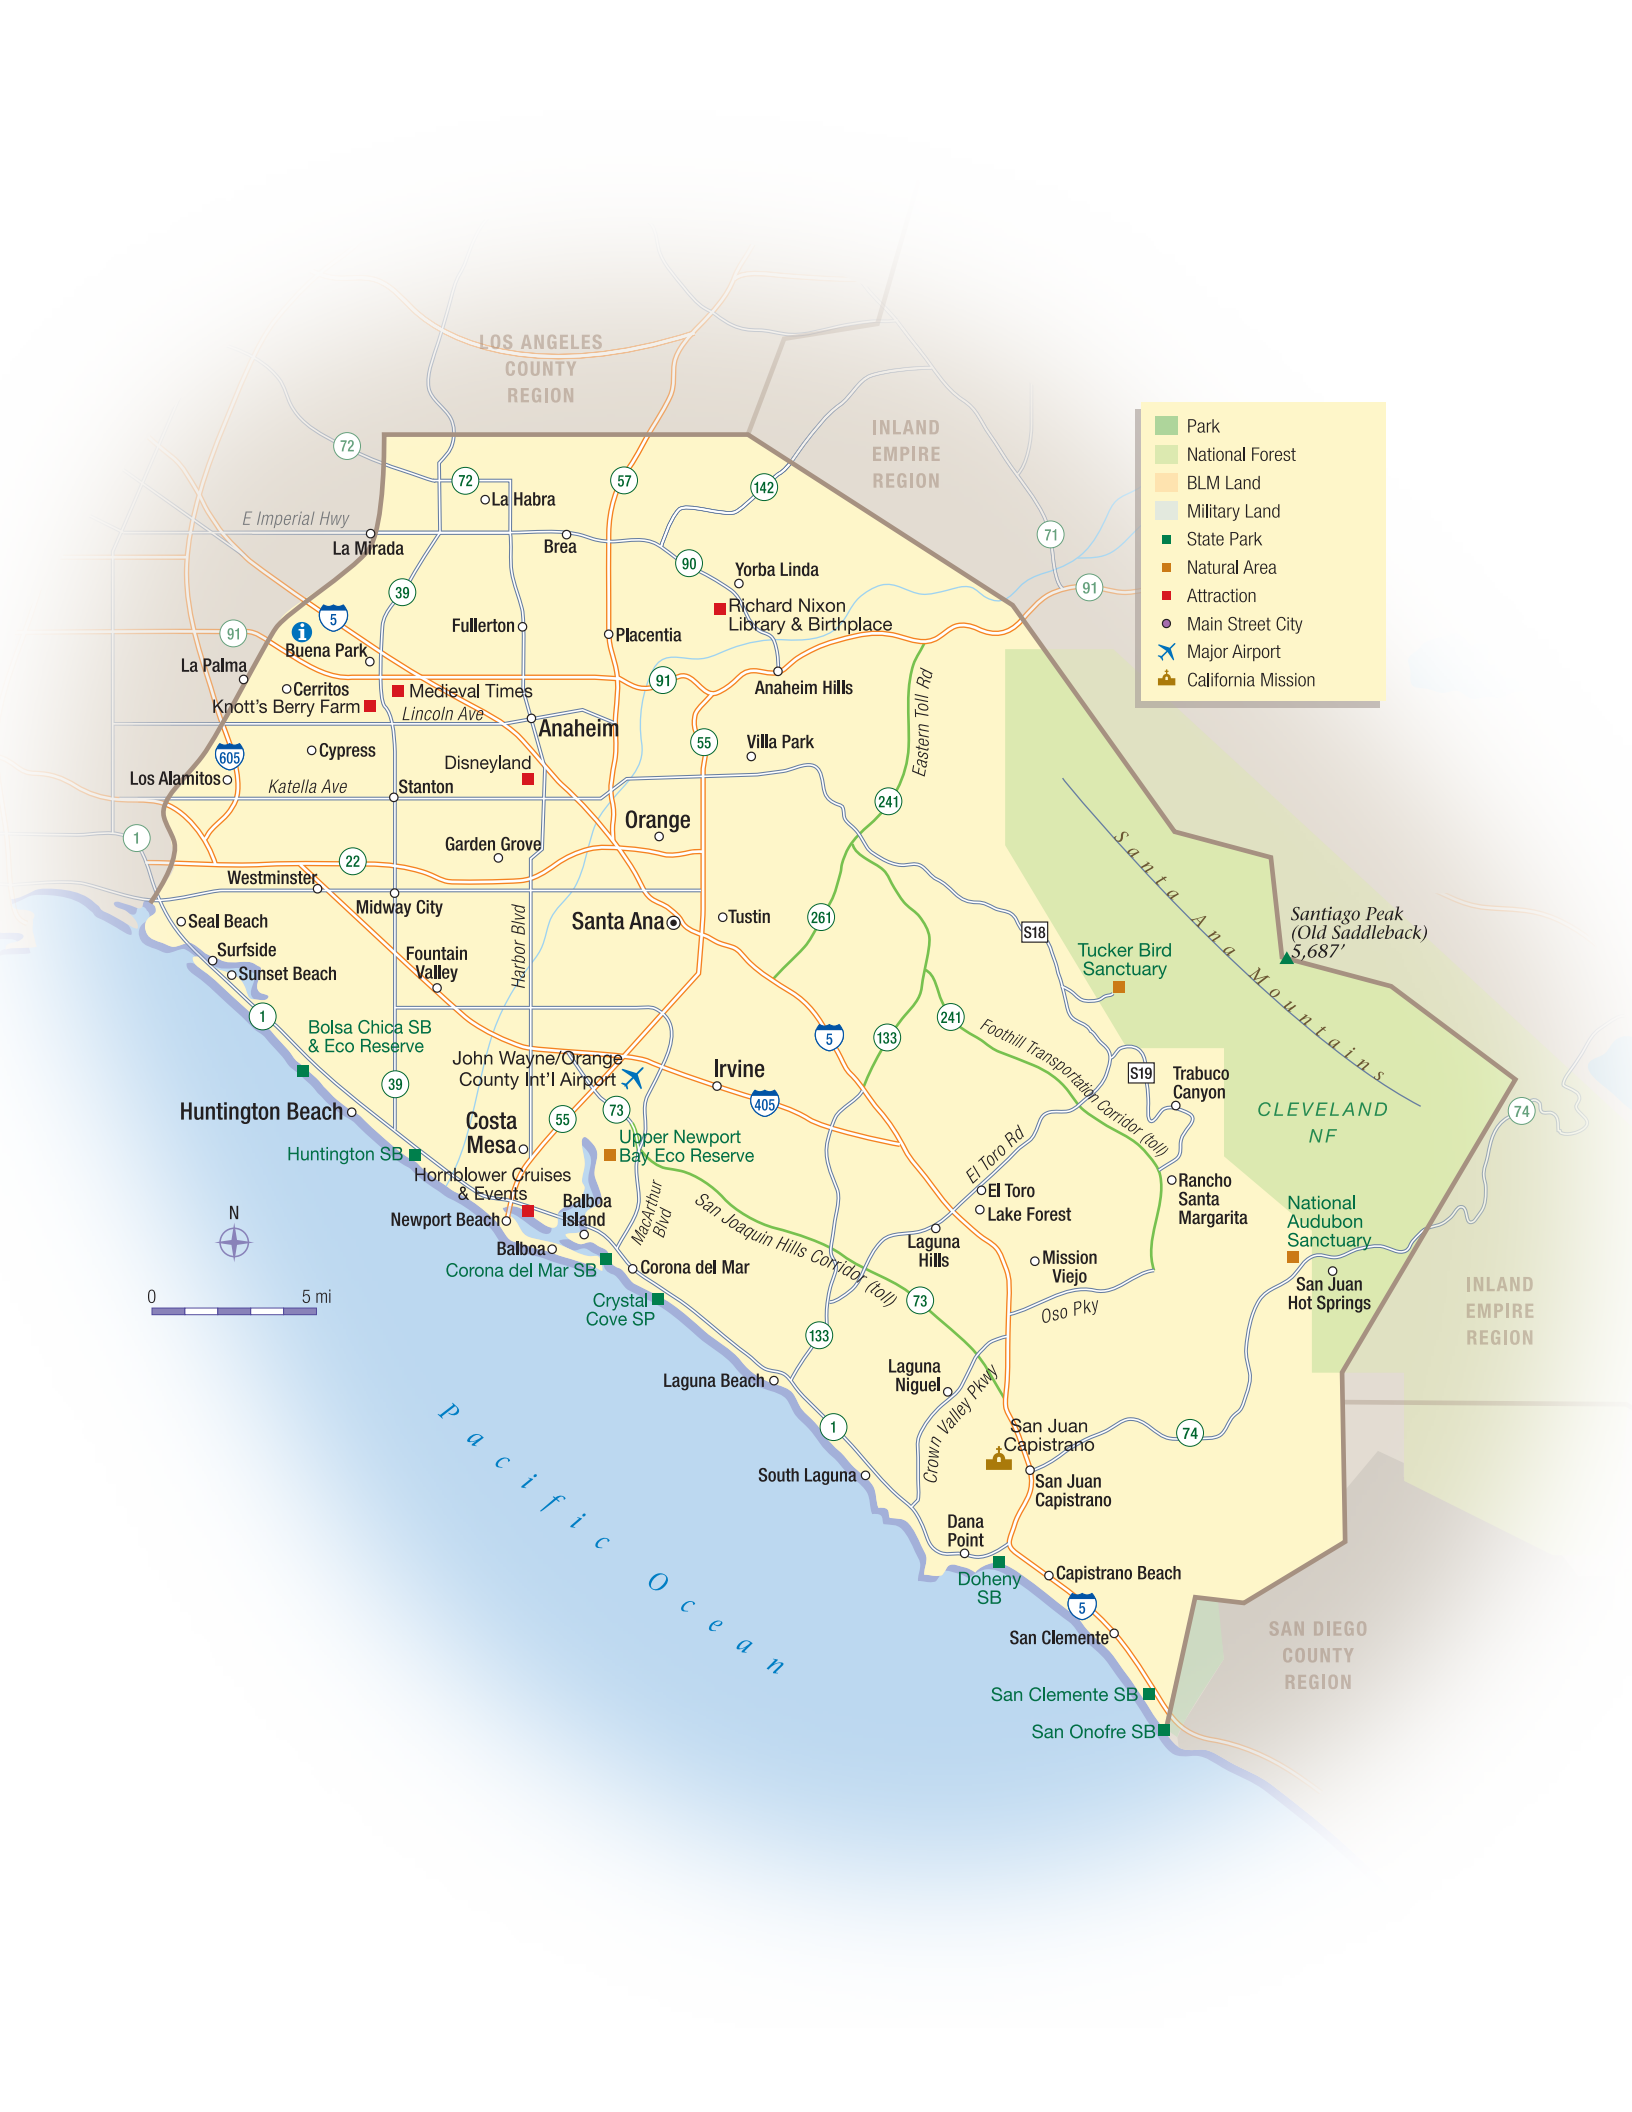 LOS ANGELES
COUNTY
REGION
INLAND
EMPIRE
REGION
Park
National Forest
BLM Land
Military Land
State Park
Natural Area
Attraction
Main Street City
Major Airport
California Mission
72
72
57
142
La Habra
E Imperial Hwy
La Mirada
Brea
71
90
Yorba Linda
91
39
Richard Nixon
Library & Birthplace
5
91
Fullerton
Placentia
Buena Park
La Palma
91
Anaheim Hills
Cerritos
Medieval Times
Knott's Berry Farm
Lincoln Ave
Eastern Toll Rd
Anaheim
55
Villa Park
Cypress
605
Disneyland
Los Alamitos
Katella Ave
Stanton
241
Orange
1
Garden Grove
22
Santa Ana Mountains
Westminster
Midway City
Harbor Blvd
Seal Beach
Santa Ana
Tustin
261
S18
Santiago Peak
(Old Saddleback)
5,687'
Surfside
Sunset Beach
Fountain
Valley
Tucker Bird
Sanctuary
1
Bolsa Chica SB
& Eco Reserve
241
5
133
Foothill Transportation Corridor (toll)
John Wayne/Orange
County Int'l Airport
Irvine
S19
Trabuco
Canyon
39
405
Huntington Beach
55
73
CLEVELAND
NF
74
Costa
Mesa
Upper Newport
Bay Eco Reserve
Huntington SB
El Toro Rd
Hornblower Cruises
& Events
Rancho
Santa
Margarita
El Toro
Lake Forest
National
Audubon
Sanctuary
Balboa
Island
MacArthur
Blvd
San Joaquin Hills Corridor (toll)
N
Newport Beach
Balboa
Laguna
Hills
Mission
Viejo
Corona del Mar SB
Corona del Mar
San Juan
Hot Springs
INLAND
EMPIRE
REGION
0
5 mi
Crystal
Cove SP
73
Oso Pky
133
Laguna Beach
Laguna
Niguel
Crown Valley Pkwy
Pacific Ocean
1
San Juan
Capistrano
74
South Laguna
San Juan
Capistrano
Dana
Point
Doheny
SB
Capistrano Beach
5
San Clemente
SAN DIEGO
COUNTY
REGION
San Clemente SB
San Onofre SB